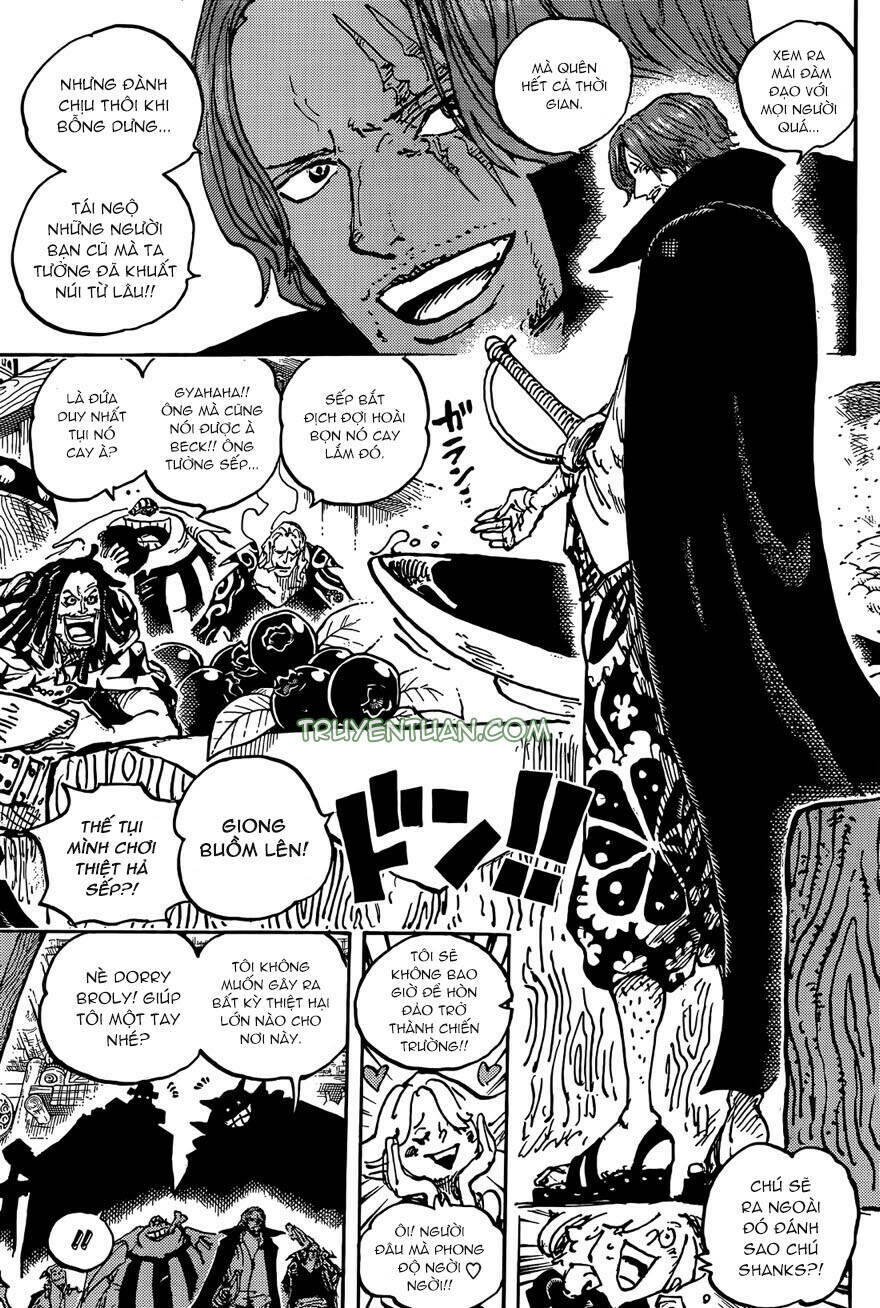 XEM RA
MẢI ĐÀM
ĐẠO VỚI
MỌI NGƯỜI
QUÁ...
MÀ QUÊN
HẾT CẢ THỜI
GIAN.
NHƯNG ĐÀNH
CHỊU THÔI KHI
BỖNG DƯNG...
TÁI NGỘ
NHỮNG NGƯỜI
BẠN CŨ MÀ TA
TƯỞNG ĐÃ KHUẤT
NÚI TỪ LÂU!!
ガラン...
SẾP BẮT
ĐỊCH ĐỢI HOÀI
BỌN NÓ CAY
LẮM ĐÓ.
GYAHAHA!!
ÔNG MÀ CŨNG
NÓI ĐƯỢC À
BECK!! ÔNG
TƯỞNG SẾP...
LÀ ĐỨA
DUY NHẤT
TỤI NÓ
CAY À?
TRUYENTUAN.COM
ドン!!
GIONG
BUỒM LÊN!
THẾ TỤI
MÌNH CHƠI
THIỆT HẢ
SẾP?!
CHÚ SẼ
RA NGOÀI
ĐÓ ĐÁNH
SAO CHÚ
SHANKS?!
TÔI SẼ
KHÔNG BAO
GIỜ ĐỂ HÒN
ĐẢO TRỞ
THÀNH CHIẾN
TRƯỜNG!!
ÔI! NGƯỜI
ĐÂU MÀ PHONG
ĐỘ NGỜI
NGỜI!!♡
TÔI KHÔNG
MUỐN GÂY RA
BẤT KỲ THIỆT HẠI
LỚN NÀO CHO
NƠI NÀY.
NÈ DORRY
BROLY! GIÚP
TÔI MỘT TAY
NHÉ?
!!